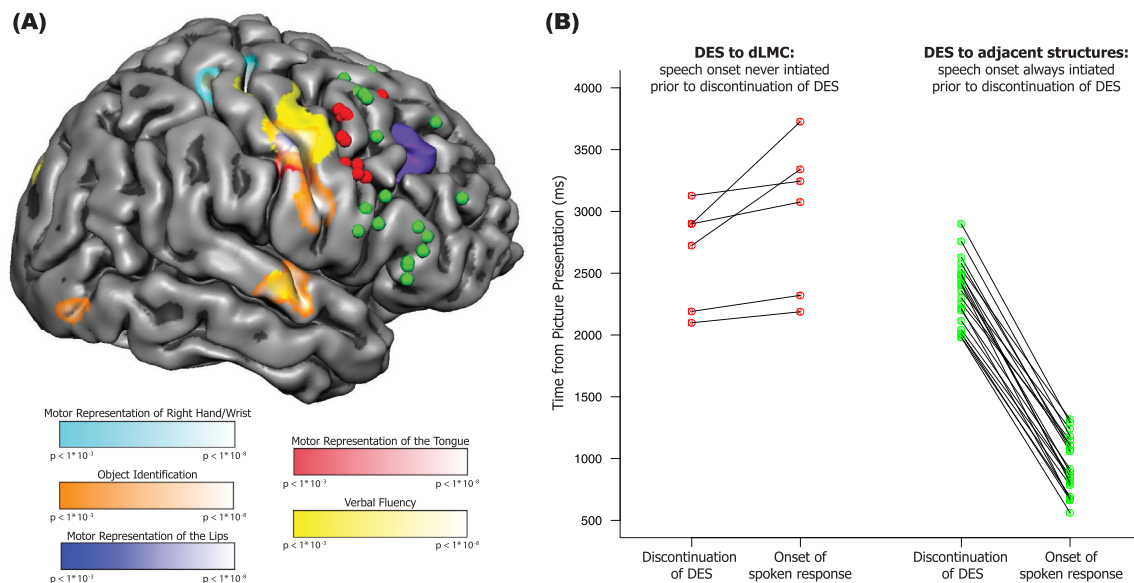 (A)
Motor Representation of Right Hand/Wrist
p < 1*10-3 p < 1*10-8
Object Identification
p < 1*10-3 p < 1*10-8
Motor Representation of the Lips
p < 1*10-3 p < 1*10-8
Motor Representation of the Tongue
p < 1*10-3 p < 1*10-8
Verbal Fluency
p < 1*10-3 p < 1*10-8
(B)
DES to dLMC:
speech onset never intiated
prior to discontinuation of DES
DES to adjacent structures:
speech onset always intiated
prior to discontinuation of DES
Time from Picture Presentation (ms)
4000
3500
3000
2500
2000
1500
1000
500
Discontinuation
of DES
Onset of
spoken response
Discontinuation
of DES
Onset of
spoken response